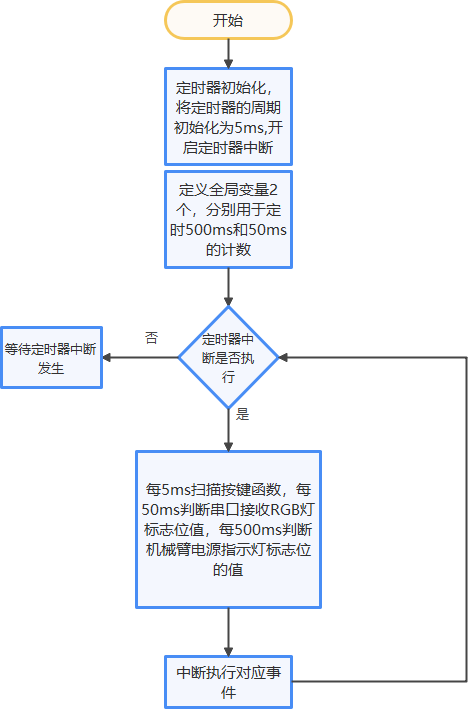 开始
定时器初始化，
将定时器的周期
初始化为5ms,开
启定时器中断
定义全局变量2
个，分别用于定
时500ms和50ms
的计数
定时器中
断是否执
行
否
等待定时器中断
发生
是
每5ms扫描按键函数，每
50ms判断串口接收RGB灯
标志位值，每500ms判断
机械臂电源指示灯标志位
的值
中断执行对应事
件